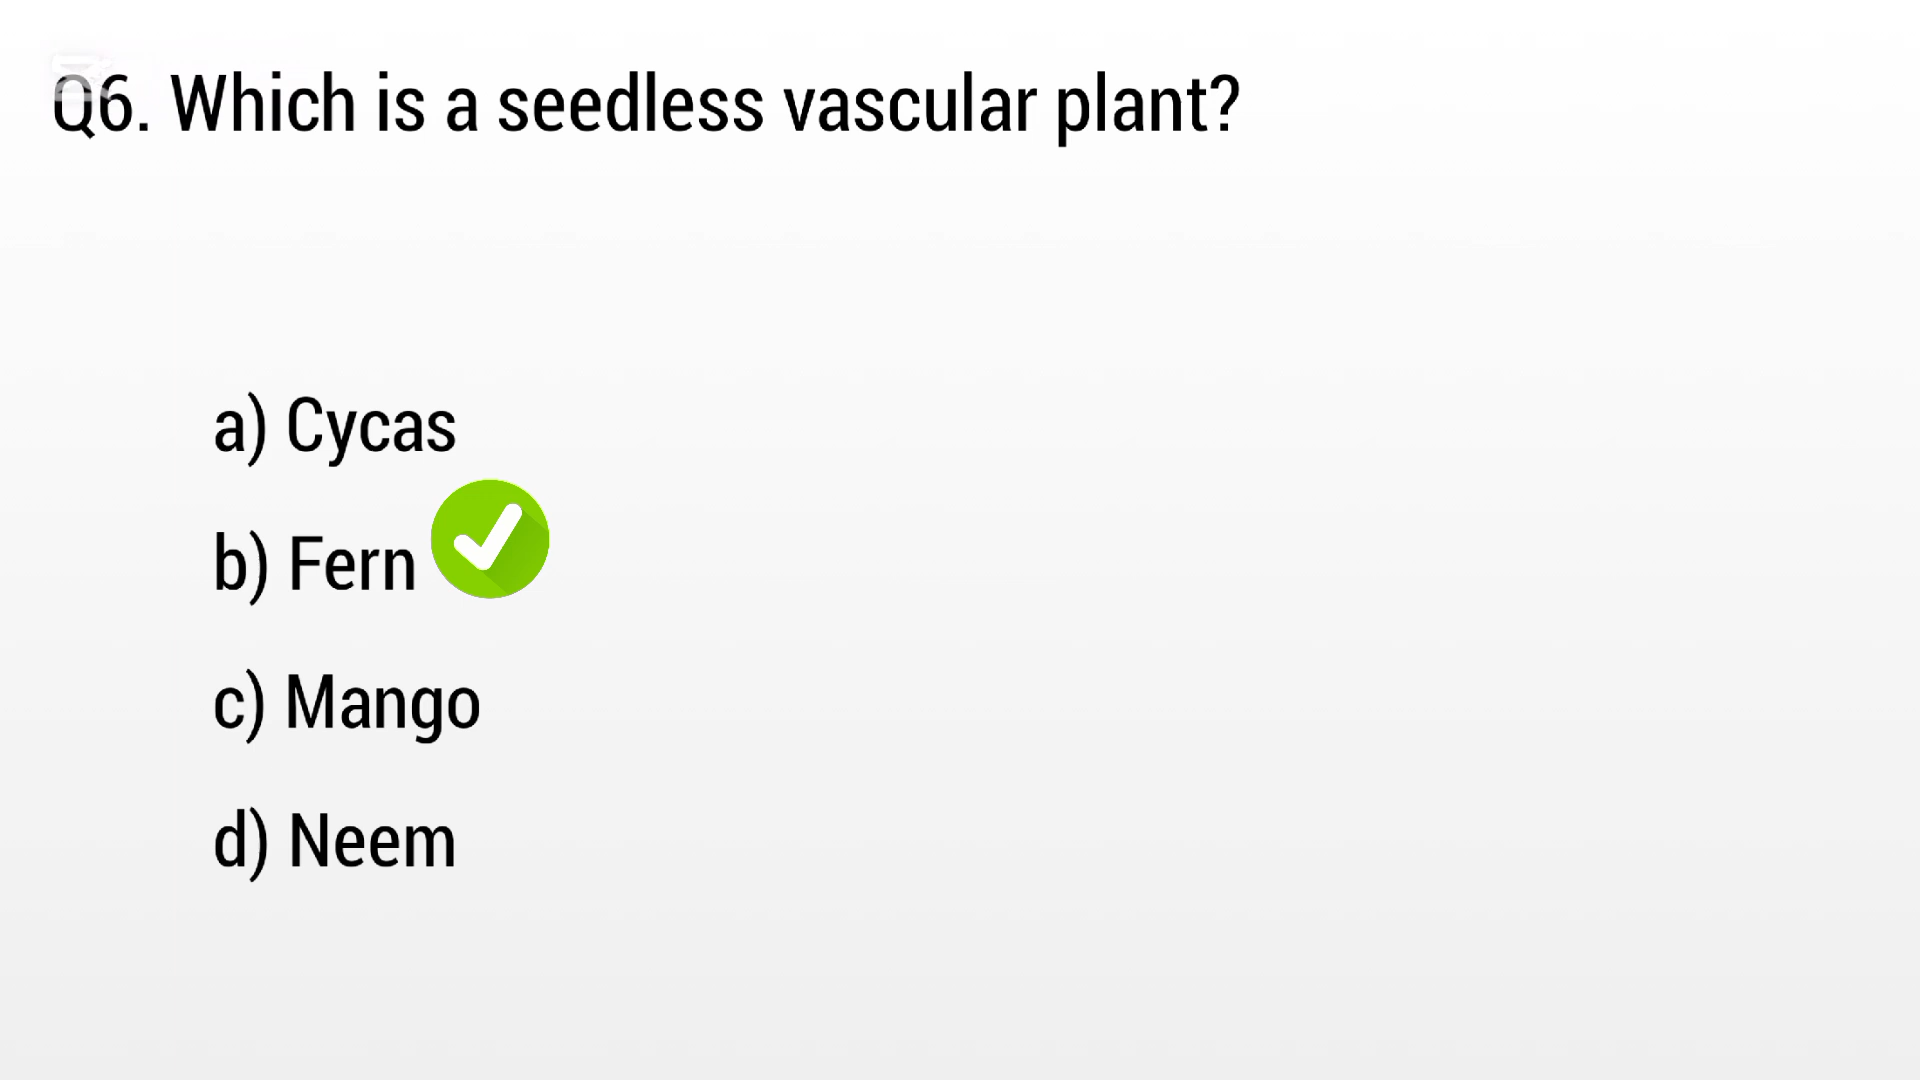 Q6. Which is a seedless vascular plant?
a) Cycas
b) Fern
c) Mango
d) Neem